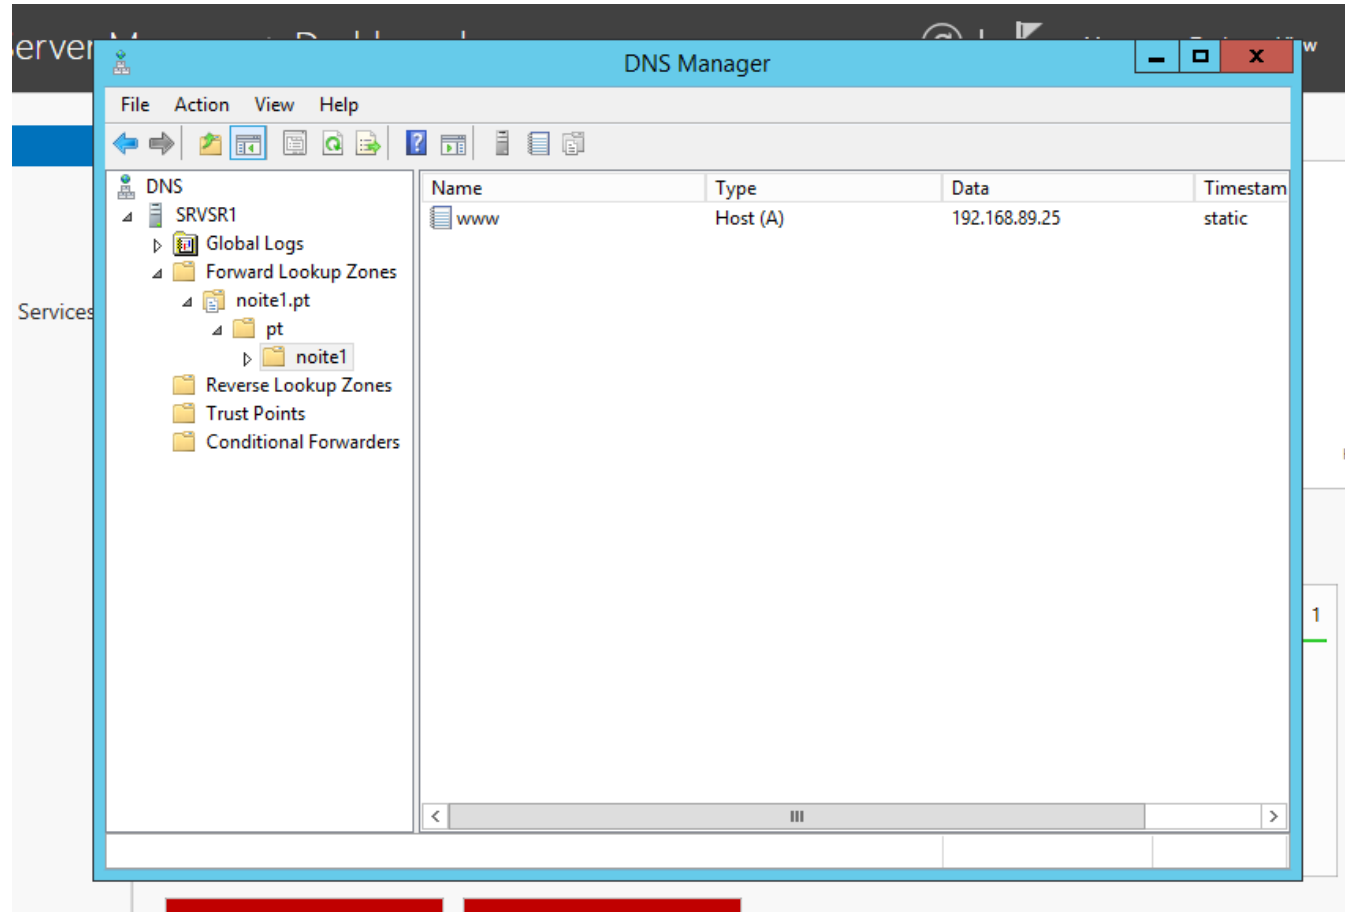 DNS Manager
File Action View Help
DNS
SRVSR1
Global Logs
Forward Lookup Zones
noite1.pt
pt
noite1
Reverse Lookup Zones
Trust Points
Conditional Forwarders
Name Type Data Timestam
www Host (A) 192.168.89.25 static
Services
1